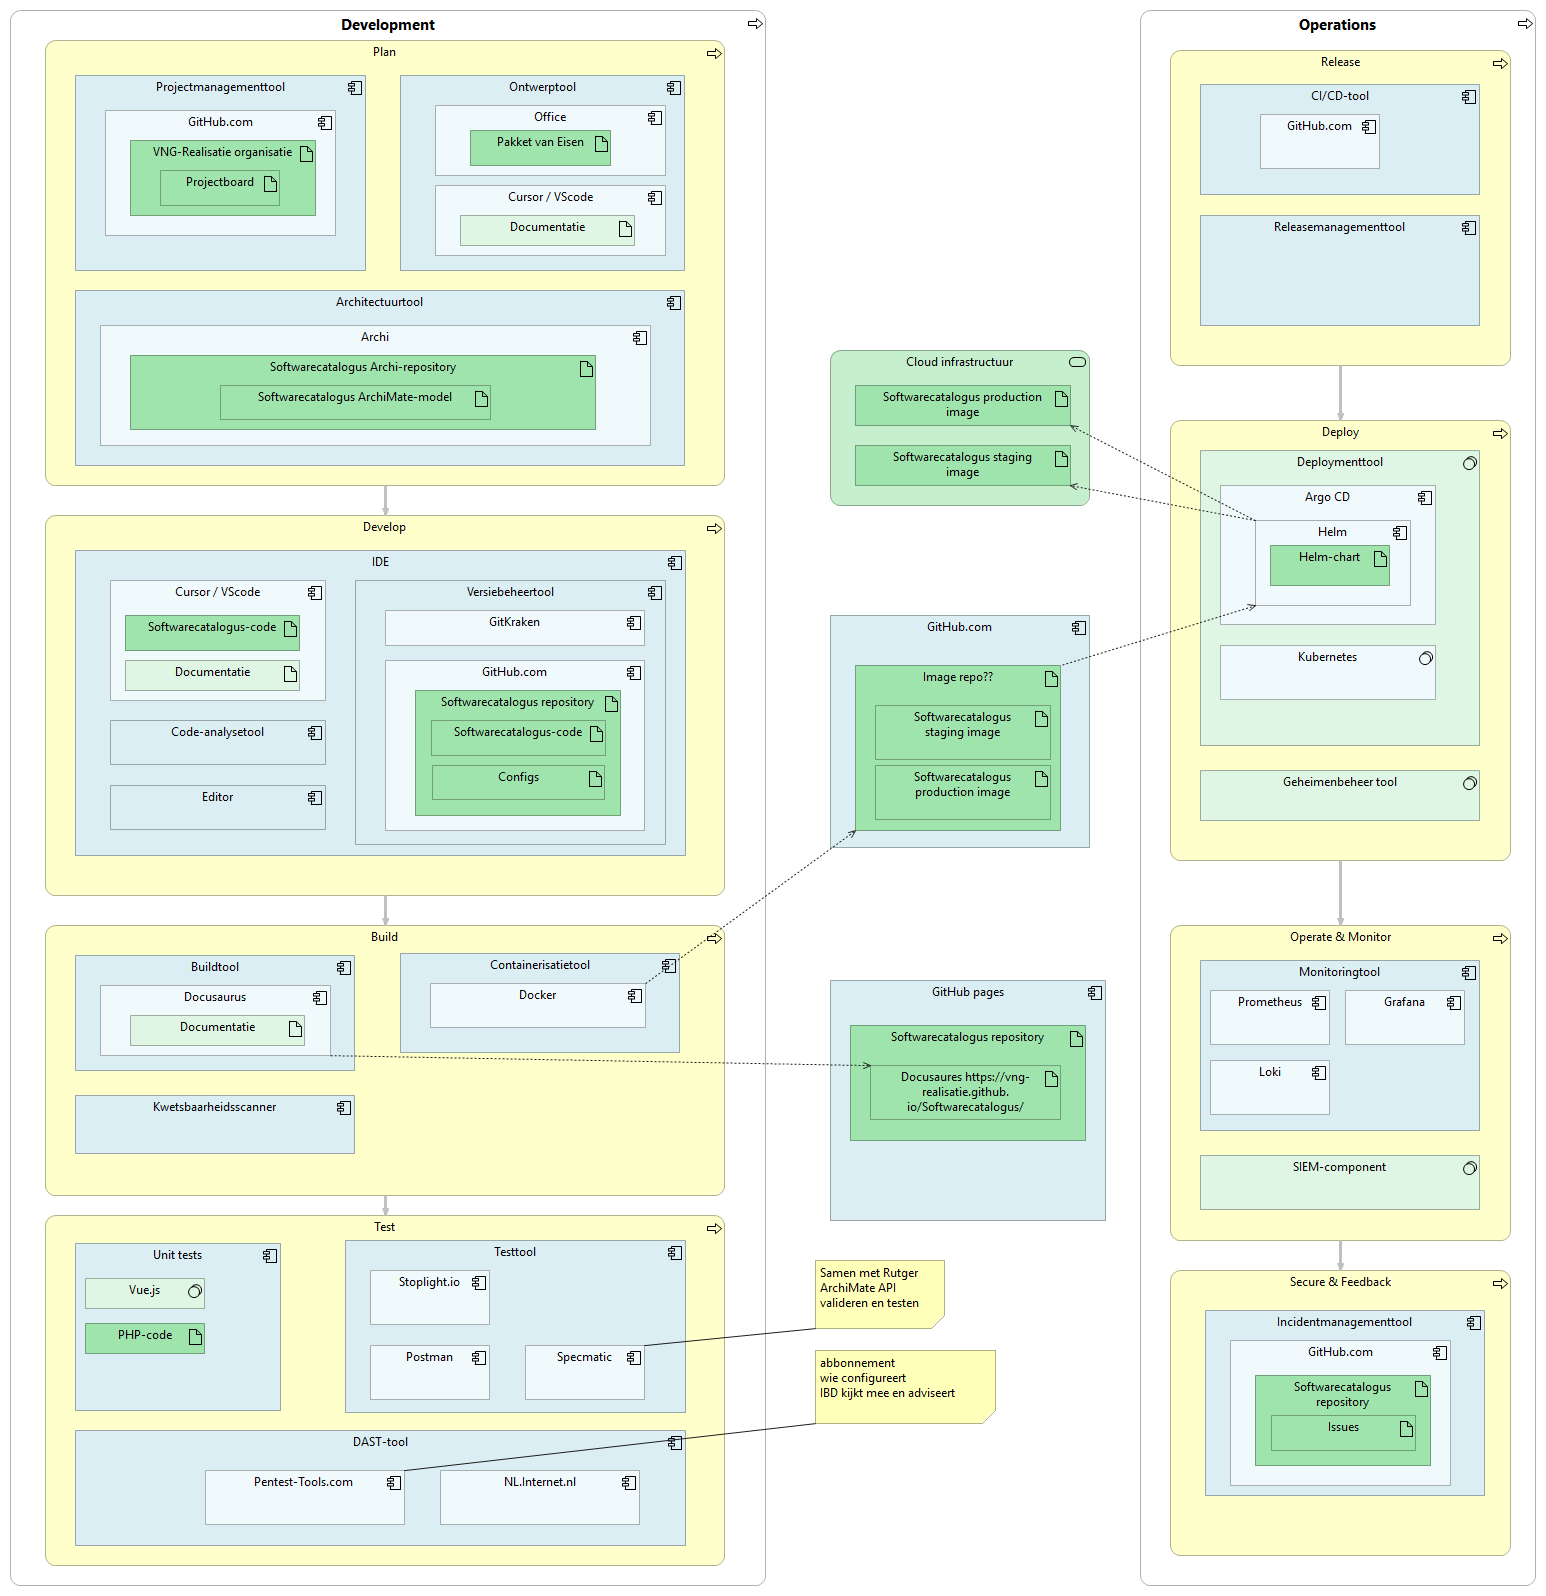 Development
Plan
Projectmanagementtool
GitHub.com
VNG-Realisatie organisatie
Projectboard
Ontwerptool
Office
Pakket van Eisen
Cursor / VScode
Documentatie
Architectuurtool
Archi
Softwarecatalogus Archi-repository
Softwarecatalogus ArchiMate-model
Develop
IDE
Cursor / VScode
Softwarecatalogus-code
Documentatie
Code-analysetool
Editor
Versiebeheertool
GitKraken
GitHub.com
Softwarecatalogus repository
Softwarecatalogus-code
Configs
Build
Buildtool
Docusaurus
Documentatie
Containerisatietool
Docker
Kwetsbaarheidsscanner
Test
Unit tests
Vue.js
PHP-code
Testtool
Stoplight.io
Postman
Specmatic
DAST-tool
Pentest-Tools.com
NL.Internet.nl
Cloud infrastructuur
Softwarecatalogus production
image
Softwarecatalogus staging
image
GitHub.com
Image repo??
Softwarecatalogus
staging image
Softwarecatalogus
production image
GitHub pages
Softwarecatalogus repository
Docusaures https://vng-
realisatie.github.
io/Softwarecatalogus/
Samen met Rutger
ArchiMate API
valideren en testen
abbonnement
wie configureert
IBD kijkt mee en adviseert
Operations
Release
CI/CD-tool
GitHub.com
Releasemanagementtool
Deploy
Deploymenttool
Argo CD
Helm
Helm-chart
Kubernetes
Geheimenbeheer tool
Operate & Monitor
Monitoringtool
Prometheus
Grafana
Loki
SIEM-component
Secure & Feedback
Incidentmanagementtool
GitHub.com
Softwarecatalogus
repository
Issues